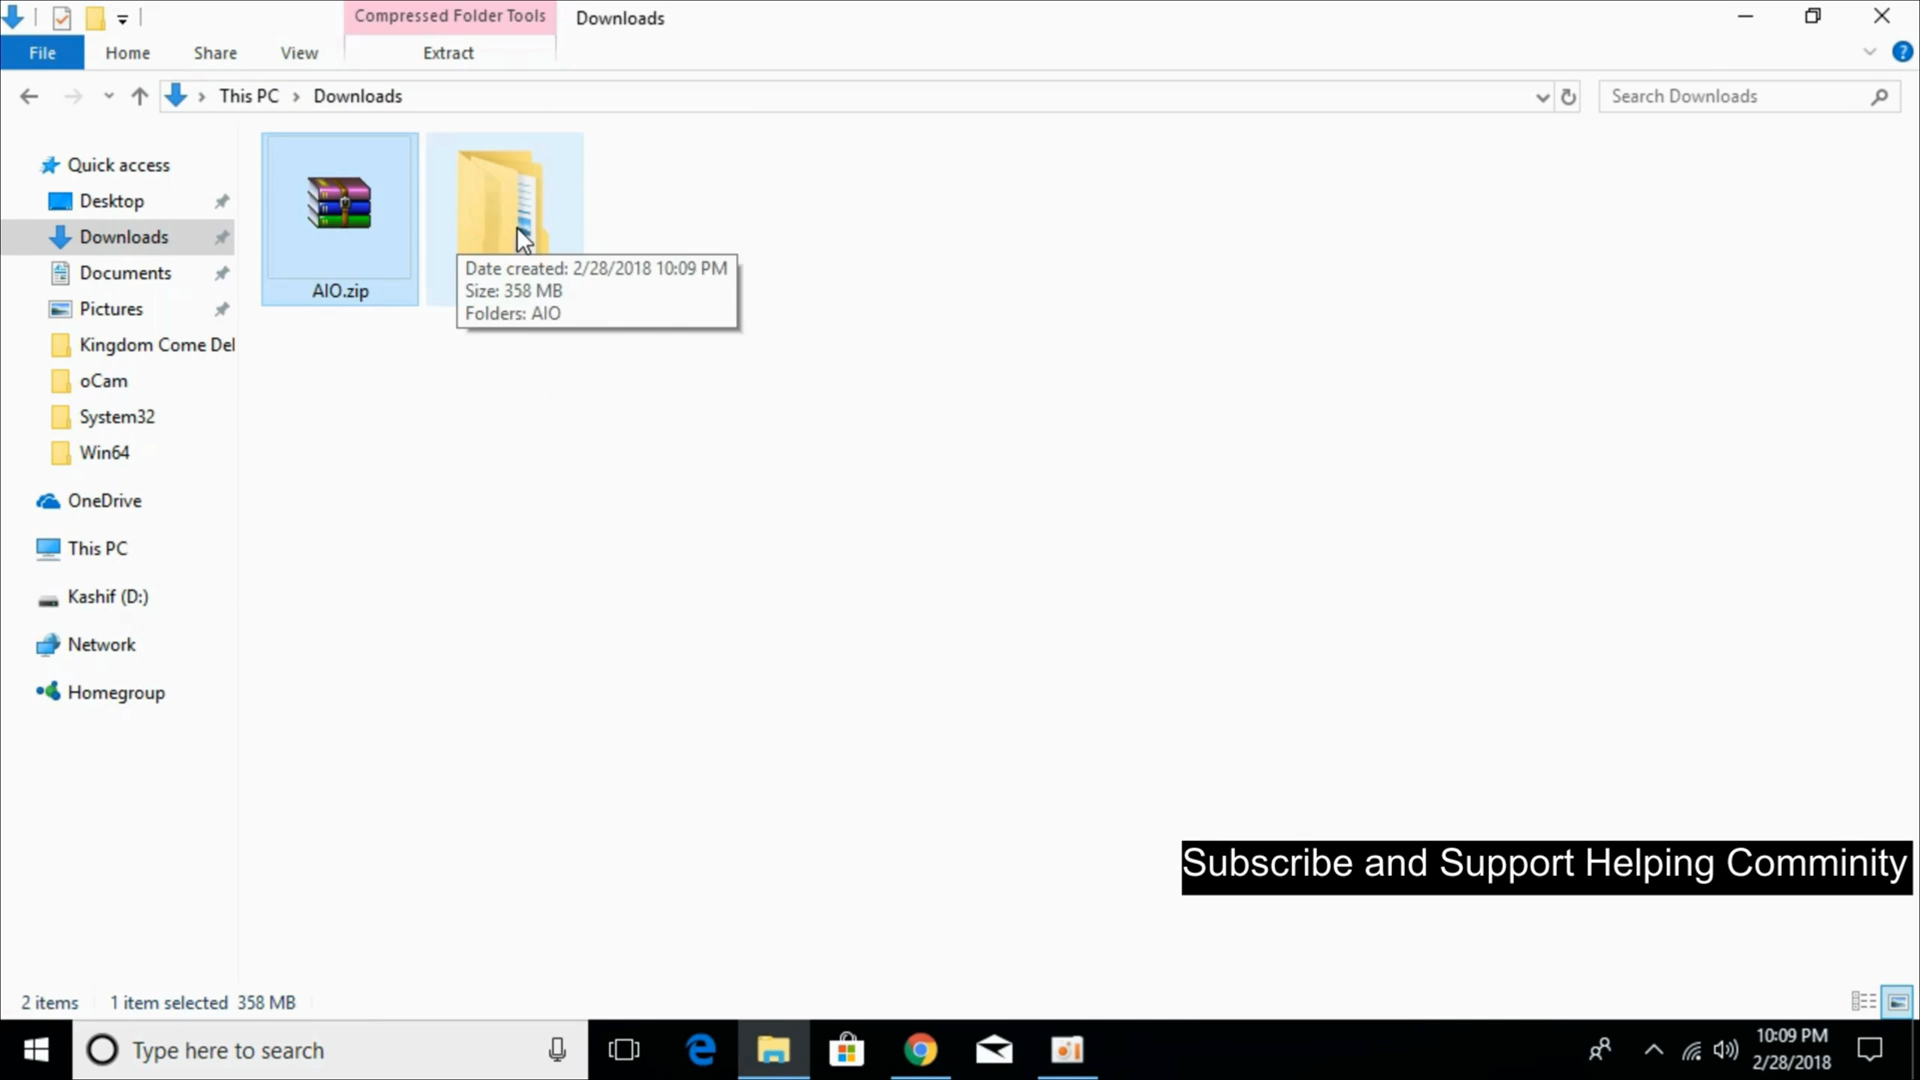 Compressed Folder Tools
Downloads
File
Home
Share
View
Extract
This PC
Downloads
Search Downloads
Quick access
Desktop
Downloads
Documents
Pictures
Kingdom Come Del
oCam
System32
Win64
OneDrive
This PC
Kashif (D:)
Network
Homegroup
AIO.zip
Date created: 2/28/2018 10:09 PM
Size: 358 MB
Folders: AIO
Subscribe and Support Helping Comminity
2 items
1 item selected 358 MB
Type here to search
10:09 PM
2/28/2018